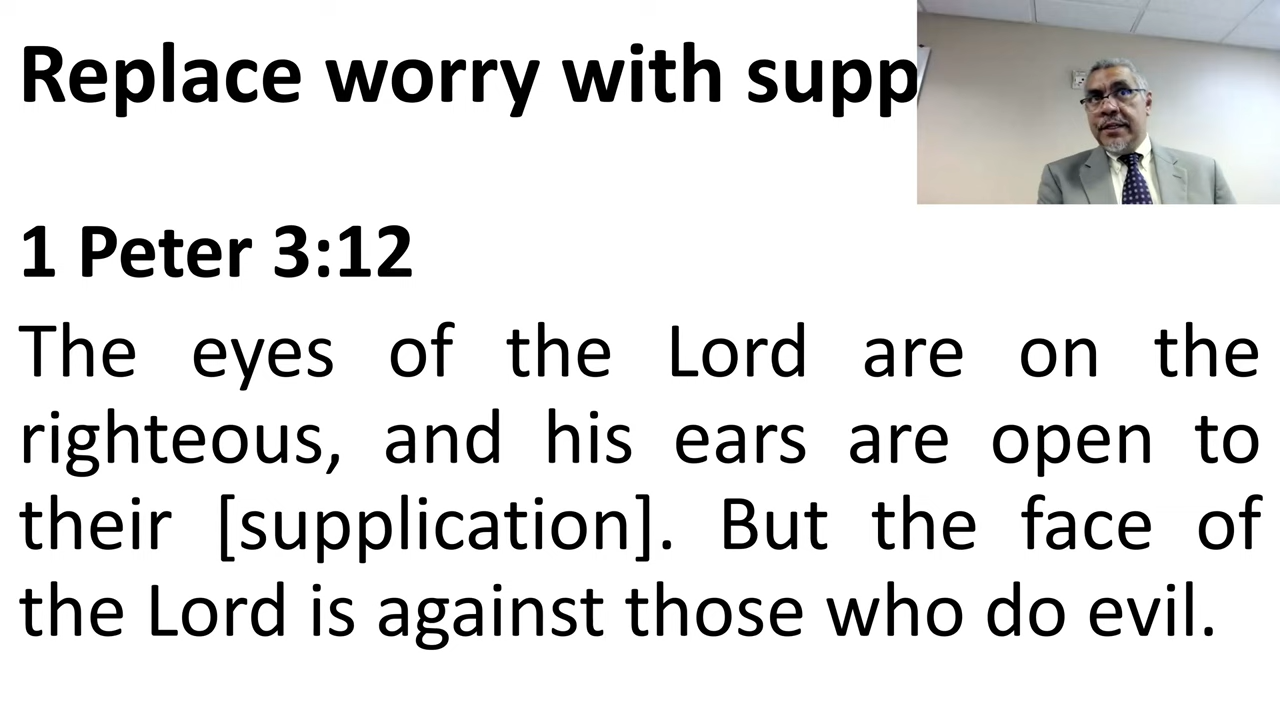 Replace worry with supp
1 Peter 3:12
The eyes of the Lord are on the
righteous, and his ears are open to
their [supplication]. But the face of
the Lord is against those who do evil.